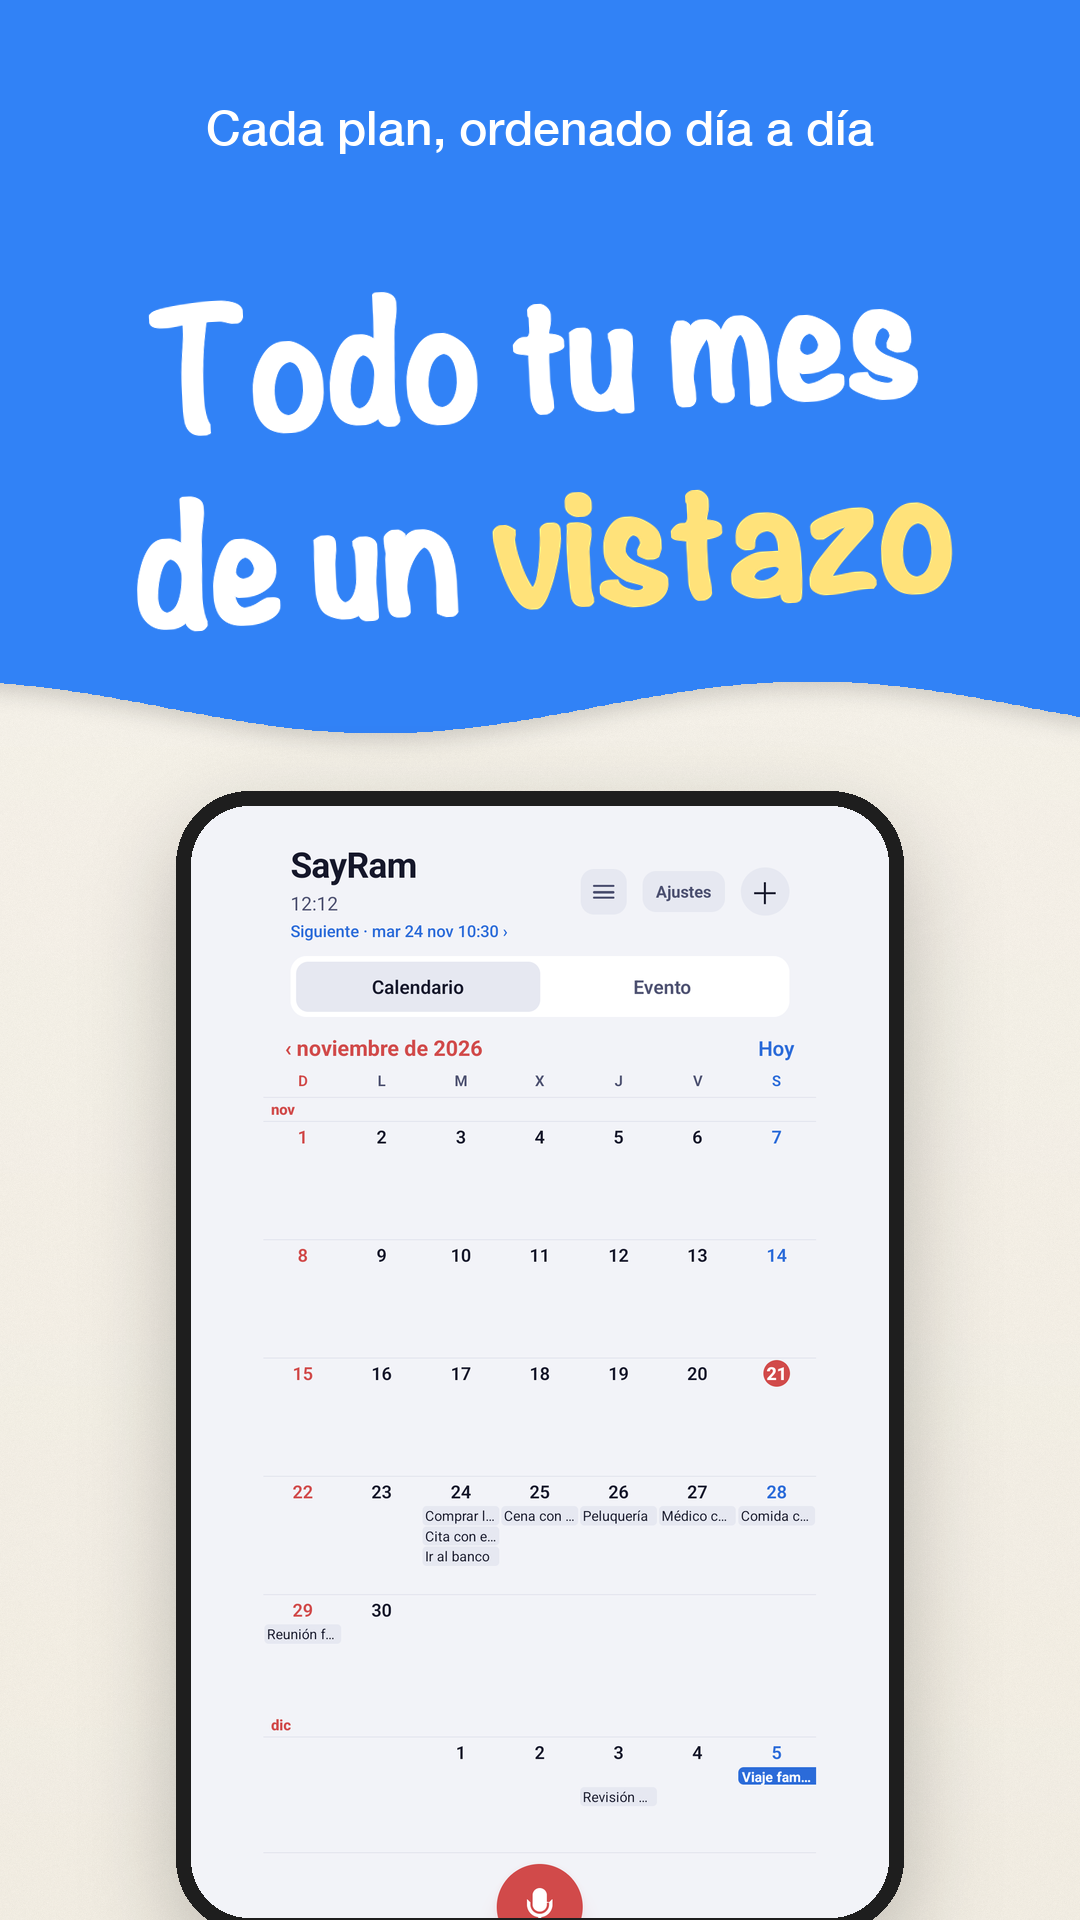 Cada plan, ordenado día a día
Todo tu mes
de un vistazo
SayRam
12:12
Siguiente · mar 24 nov 10:30 ›
Ajustes
Calendario Evento
‹ noviembre de 2026 Hoy
D L M X J V S
nov
1 2 3 4 5 6 7
8 9 10 11 12 13 14
15 16 17 18 19 20 21
22 23 24 25 26 27 28
Comprar l... Cena con ... Peluquería Médico c... Comida c...
Cita con e...
Ir al banco
29 30
Reunión f...
dic
1 2 3 4 5
Viaje fam...
Revisión ...